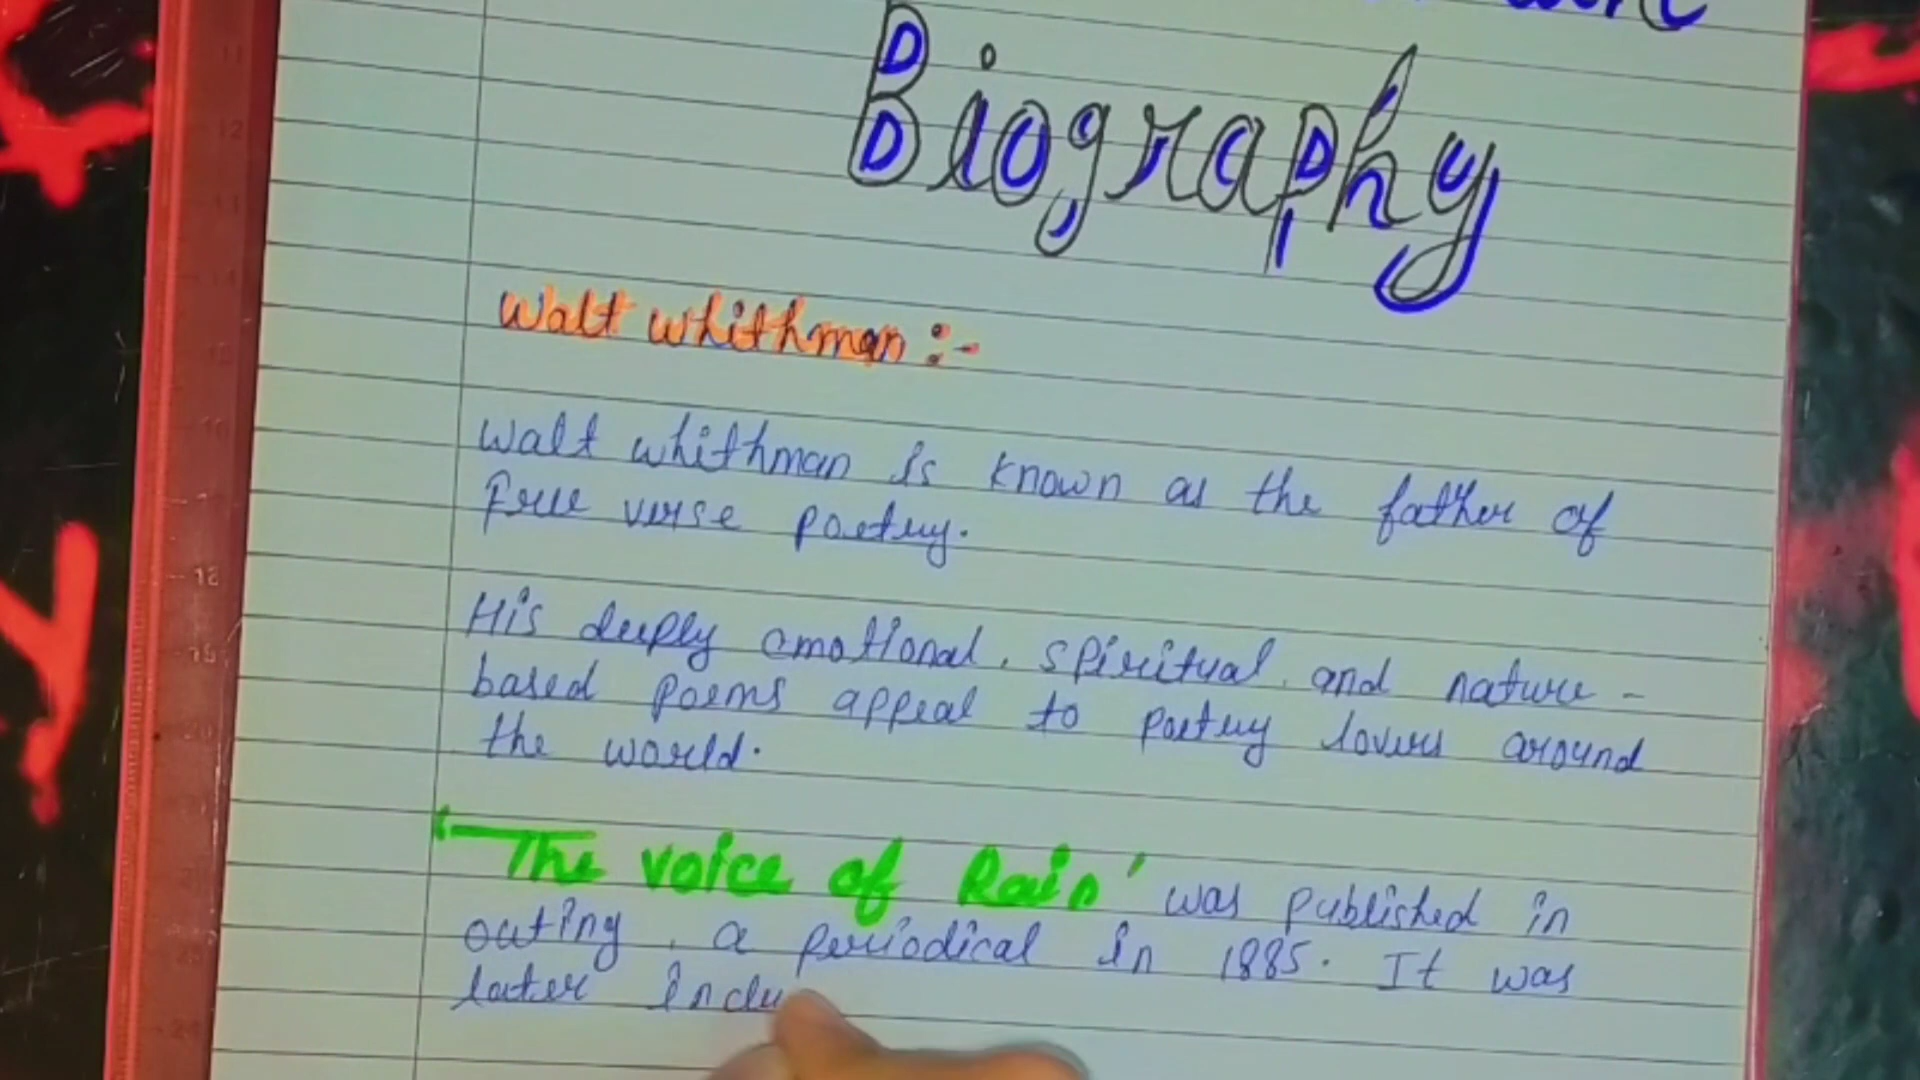 Biography
Walt whithman :-
Walt whithman is known as the father of
free verse poetry.
His deeply emotional, spiritual, and nature -
based poems appeal to poetry lovers around
the world.
'The voice of Rain' was published in
outing, a periodical in 1885. It was
later inclu